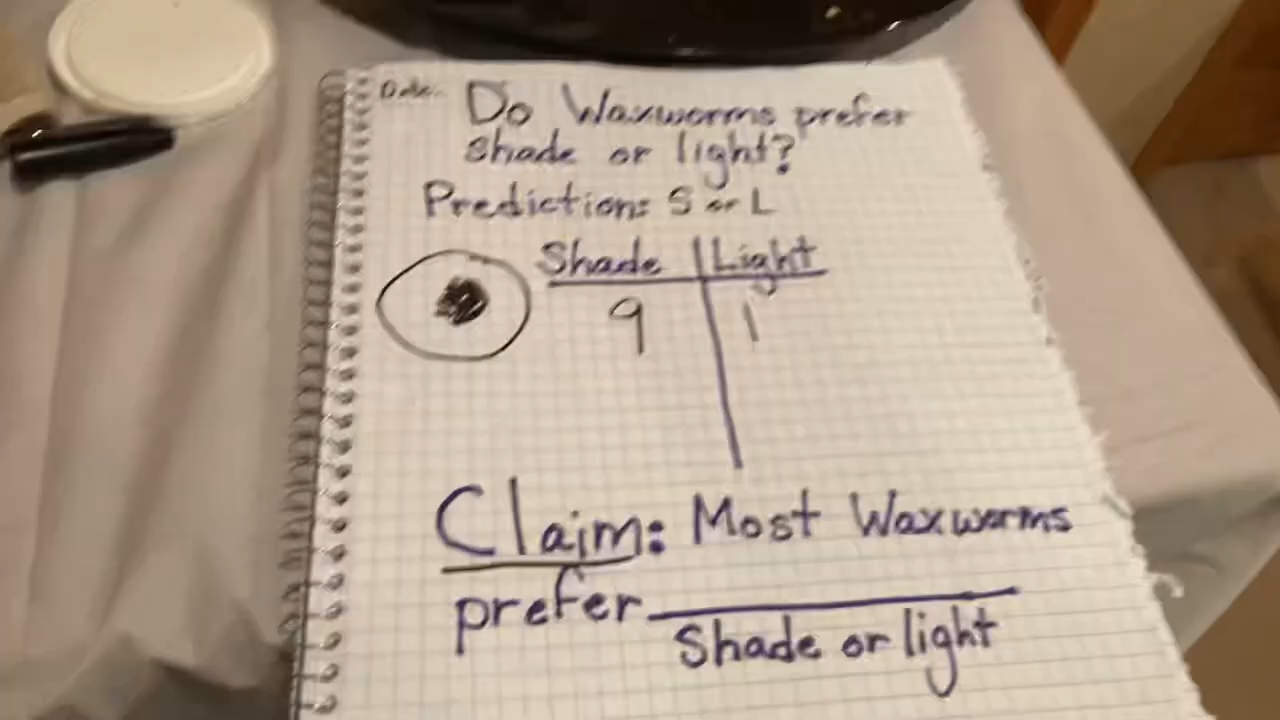 Date:
Do Waxworms prefer
shade or light?
Prediction: S or L
Shade Light
9 1
Claim: Most Waxworms
prefer
Shade or light